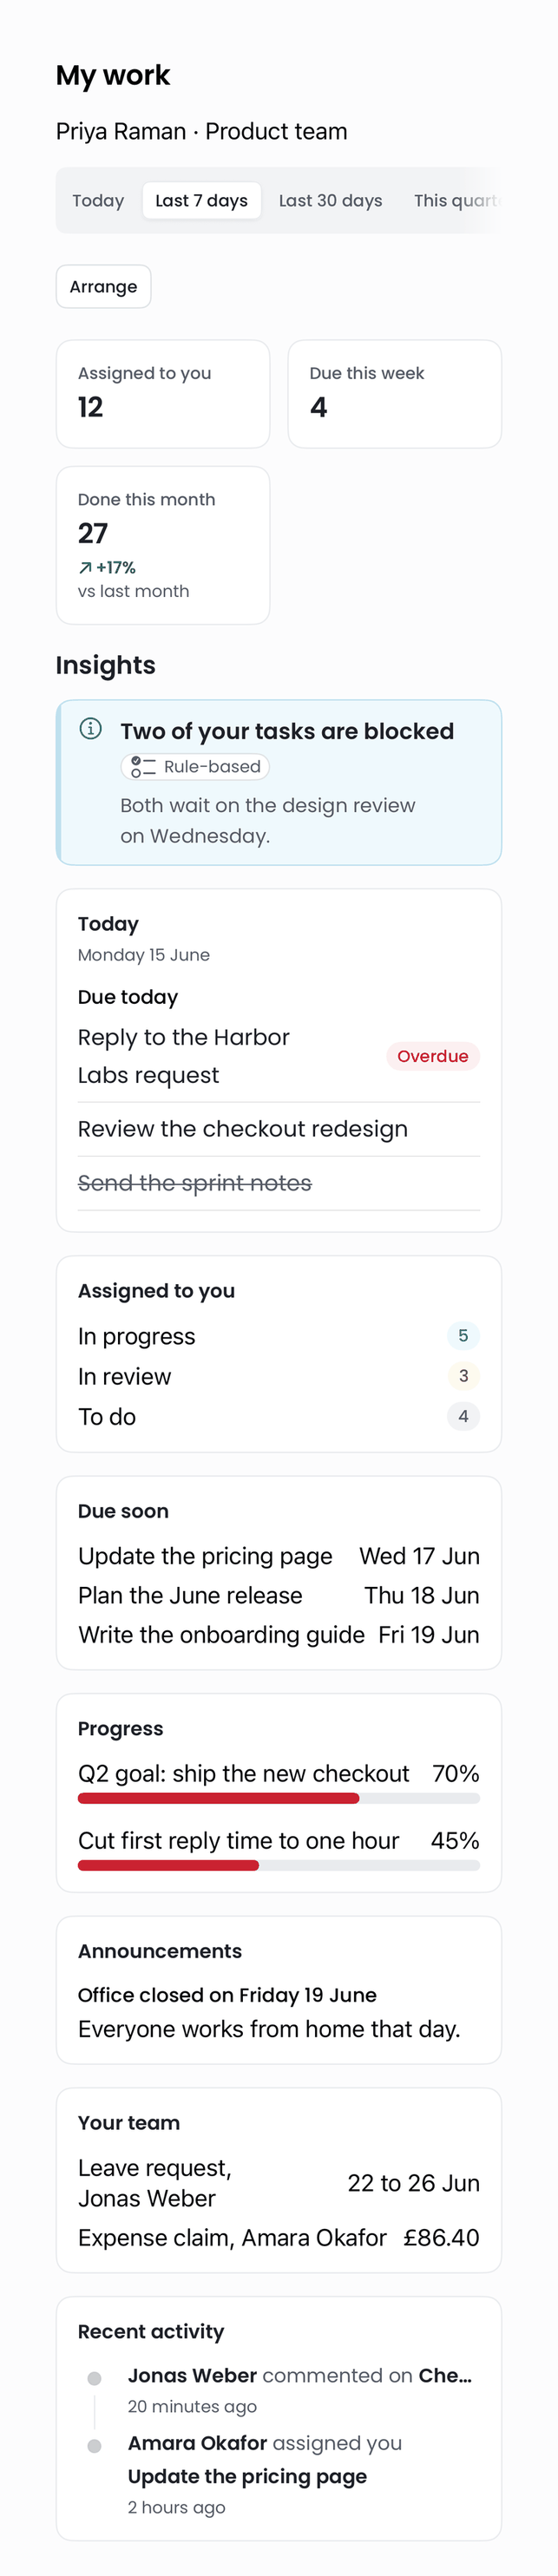 My work
Priya Raman · Product team
Today Last 7 days Last 30 days This quart
Arrange
Assigned to you
12
Due this week
4
Done this month
27
+17%
vs last month
Insights
Two of your tasks are blocked
Rule-based
Both wait on the design review
on Wednesday.
Today
Monday 15 June
Due today
Reply to the Harbor
Labs request
Overdue
Review the checkout redesign
Send the sprint notes
Assigned to you
In progress 5
In review 3
To do 4
Due soon
Update the pricing page Wed 17 Jun
Plan the June release Thu 18 Jun
Write the onboarding guide Fri 19 Jun
Progress
Q2 goal: ship the new checkout 70%
Cut first reply time to one hour 45%
Announcements
Office closed on Friday 19 June
Everyone works from home that day.
Your team
Leave request,
Jonas Weber
22 to 26 Jun
Expense claim, Amara Okafor £86.40
Recent activity
Jonas Weber commented on Che...
20 minutes ago
Amara Okafor assigned you
Update the pricing page
2 hours ago